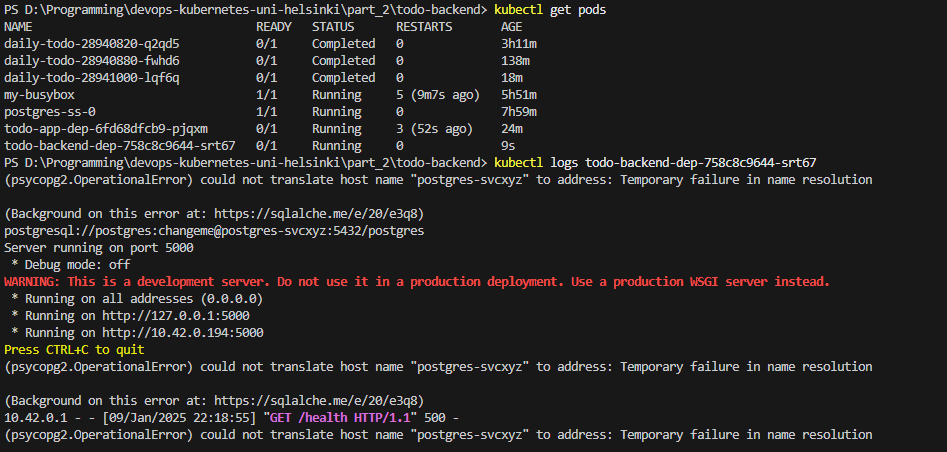 PS D:\Programming\devops-kubernetes-uni-helsinki\part_2\todo-backend> kubectl get pods
NAME READY STATUS RESTARTS AGE
daily-todo-28940820-q2qd5 0/1 Completed 0 3h11m
daily-todo-28940880-fwhd6 0/1 Completed 0 138m
daily-todo-28941000-lqf6q 0/1 Completed 0 18m
my-busybox 1/1 Running 5 (9m7s ago) 5h51m
postgres-ss-0 1/1 Running 0 7h59m
todo-app-dep-6fd68dfcb9-pjqxm 0/1 Running 3 (52s ago) 24m
todo-backend-dep-758c8c9644-srt67 0/1 Running 0 9s
PS D:\Programming\devops-kubernetes-uni-helsinki\part_2\todo-backend> kubectl logs todo-backend-dep-758c8c9644-srt67
(psycopg2.OperationalError) could not translate host name "postgres-svcxyz" to address: Temporary failure in name resolution
(Background on this error at: https://sqlalche.me/e/20/e3q8)
postgresql://postgres:changeme@postgres-svcxyz:5432/postgres
Server running on port 5000
* Debug mode: off
WARNING: This is a development server. Do not use it in a production deployment. Use a production WSGI server instead.
* Running on all addresses (0.0.0.0)
* Running on http://127.0.0.1:5000
* Running on http://10.42.0.194:5000
Press CTRL+C to quit
(psycopg2.OperationalError) could not translate host name "postgres-svcxyz" to address: Temporary failure in name resolution
(Background on this error at: https://sqlalche.me/e/20/e3q8)
10.42.0.1 - - [09/Jan/2025 22:18:55] "GET /health HTTP/1.1" 500 -
(psycopg2.OperationalError) could not translate host name "postgres-svcxyz" to address: Temporary failure in name resolution